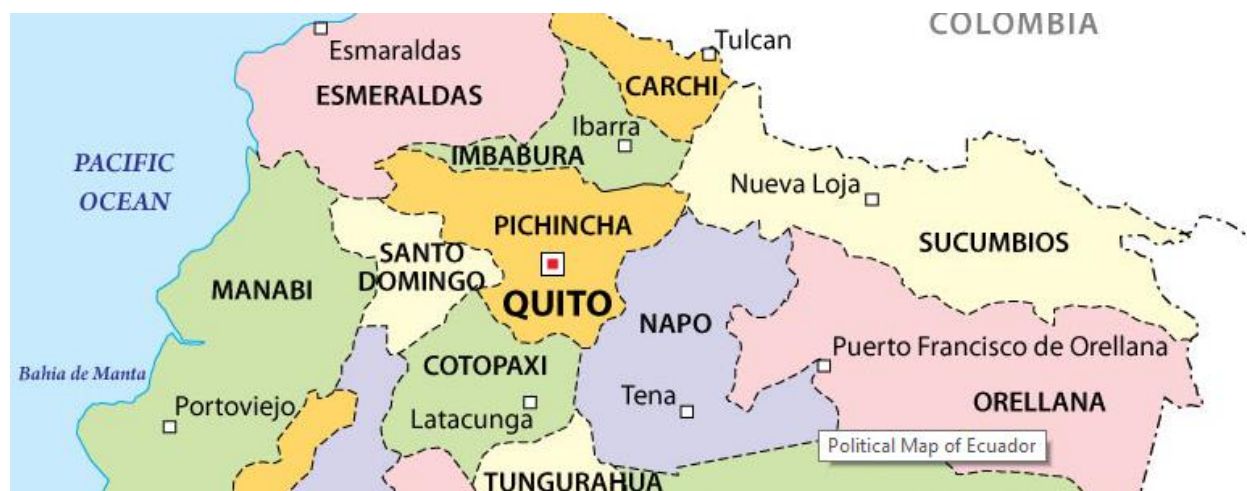 COLOMBIA
Tulcan
Esmaraldas
CARCHI
ESMERALDAS
Ibarra
IMBABURA
PACIFIC
OCEAN
Nueva Loja
PICHINCHA
SUCUMBIOS
SANTO
DOMINGO
MANABI
QUITO
NAPO
Puerto Francisco de Orellana
COTOPAXI
Bahia de Manta
Tena
ORELLANA
Portoviejo
Latacunga
Political Map of Ecuador
TUNGURAHUA